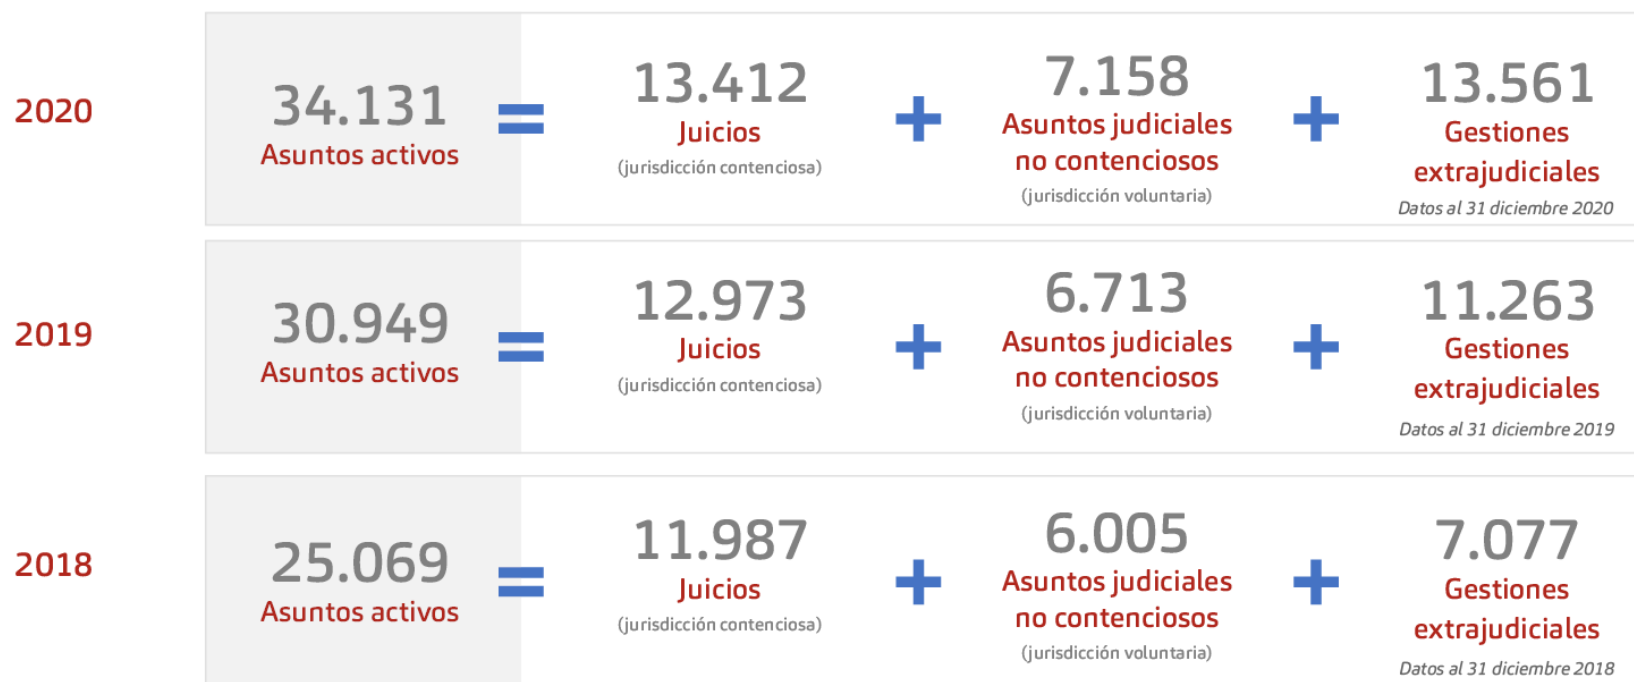 2020
34.131
Asuntos activos
=
13.412
Juicios
(jurisdicción contenciosa)
+
7.158
Asuntos judiciales
no contenciosos
(jurisdicción voluntaria)
+
13.561
Gestiones
extrajudiciales
Datos al 31 diciembre 2020
2019
30.949
Asuntos activos
=
12.973
Juicios
(jurisdicción contenciosa)
+
6.713
Asuntos judiciales
no contenciosos
(jurisdicción voluntaria)
+
11.263
Gestiones
extrajudiciales
Datos al 31 diciembre 2019
2018
25.069
Asuntos activos
=
11.987
Juicios
(jurisdicción contenciosa)
+
6.005
Asuntos judiciales
no contenciosos
(jurisdicción voluntaria)
+
7.077
Gestiones
extrajudiciales
Datos al 31 diciembre 2018